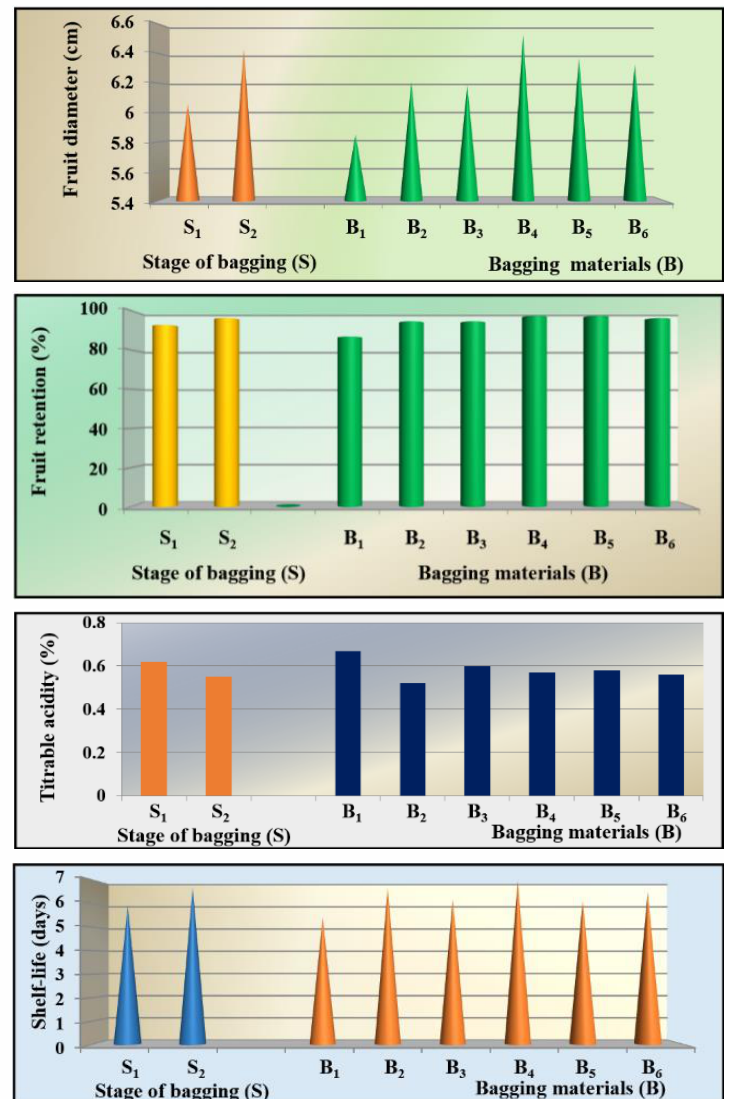 Fruit diameter (cm)
6.6
6.4
6.2
6
5.8
5.6
5.4
S₁ S₂ B₁ B₂ B₃ B₄ B₅ B₆
Stage of bagging (S) Bagging materials (B)
Fruit retention (%)
100
80
60
40
20
0
S₁ S₂ B₁ B₂ B₃ B₄ B₅ B₆
Stage of bagging (S) Bagging materials (B)
Titrable acidity (%)
0.8
0.6
0.4
0.2
0
S₁ S₂ B₁ B₂ B₃ B₄ B₅ B₆
Stage of bagging (S) Bagging materials (B)
Shelf-life (days)
7
6
5
4
3
2
1
0
S₁ S₂ B₁ B₂ B₃ B₄ B₅ B₆
Stage of bagging (S) Bagging materials (B)